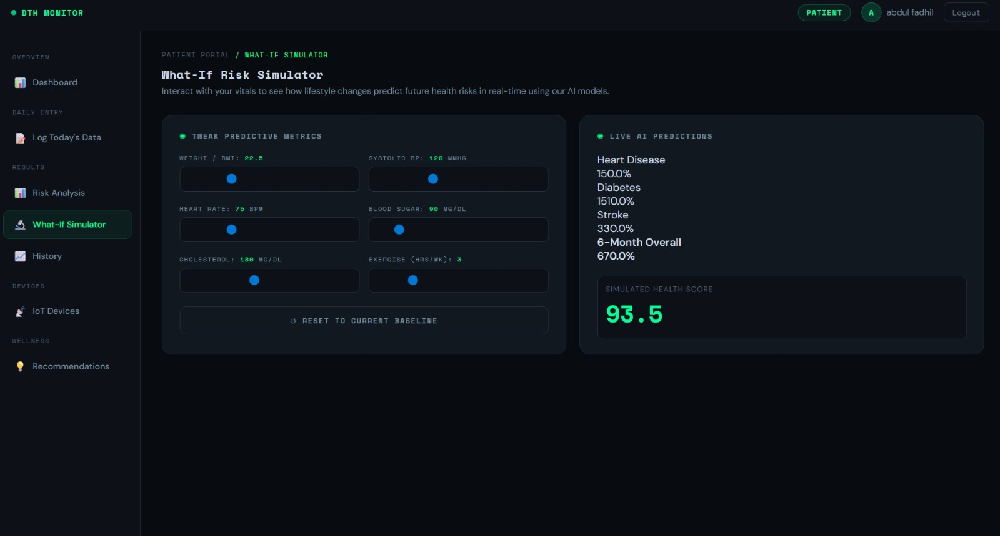 DTH MONITOR
PATIENT
A
abdul fadhil
Logout
OVERVIEW
Dashboard
DAILY ENTRY
Log Today's Data
RESULTS
Risk Analysis
What-If Simulator
History
DEVICES
IoT Devices
WELLNESS
Recommendations
PATIENT PORTAL / WHAT-IF SIMULATOR
What-If Risk Simulator
Interact with your vitals to see how lifestyle changes predict future health risks in real-time using our AI models.
TWEAK PREDICTIVE METRICS
WEIGHT / BMI: 22.5
SYSTOLIC BP: 120 MMHG
HEART RATE: 75 BPM
BLOOD SUGAR: 90 MG/DL
CHOLESTEROL: 180 MG/DL
EXERCISE (HRS/WK): 3
↺ RESET TO CURRENT BASELINE
LIVE AI PREDICTIONS
Heart Disease
150.0%
Diabetes
1510.0%
Stroke
330.0%
6-Month Overall
670.0%
SIMULATED HEALTH SCORE
93.5